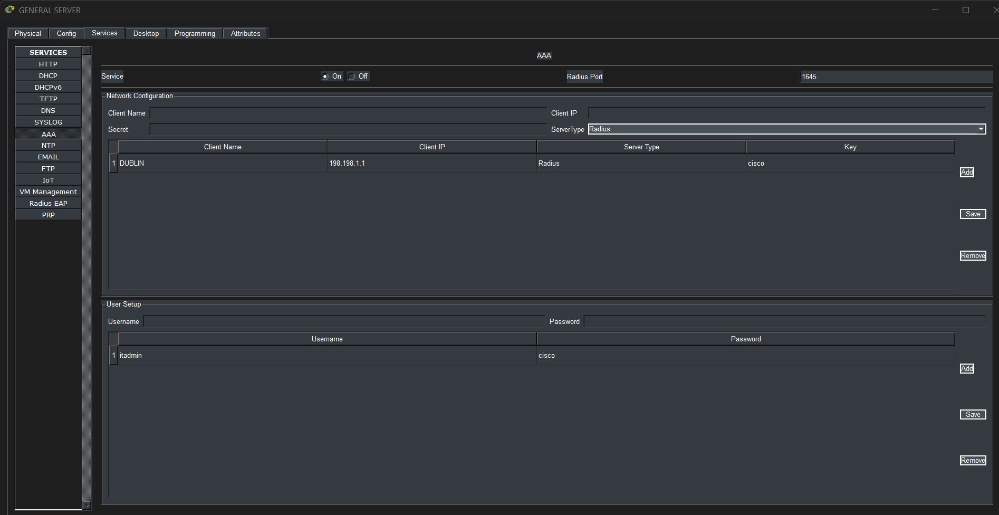 GENERAL SERVER
Physical Config Services Desktop Programming Attributes
SERVICES
HTTP
DHCP
DHCPv6
TFTP
DNS
SYSLOG
AAA
NTP
EMAIL
FTP
IoT
VM Management
Radius EAP
PRP
AAA
Service On Off Radius Port 1645
Network Configuration
Client Name Client IP
Secret ServerType Radius
Client Name Client IP Server Type Key
1 DUBLIN 198.198.1.1 Radius cisco
Add
Save
Remove
User Setup
Username Password
Username Password
1 itadmin cisco
Add
Save
Remove